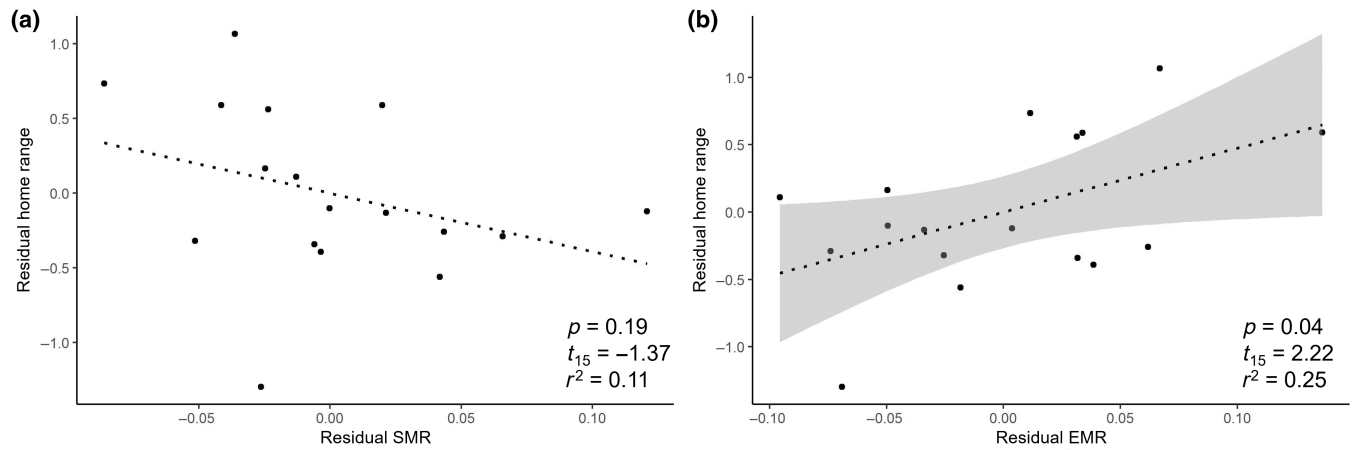 (a)
Residual home range
1.0
0.5
0.0
−0.5
−1.0
−0.05
0.00
0.05
0.10
Residual SMR
p = 0.19
t15 = −1.37
r2 = 0.11
(b)
Residual home range
1.0
0.5
0.0
−0.5
−1.0
−0.10
−0.05
0.00
0.05
0.10
Residual EMR
p = 0.04
t15 = 2.22
r2 = 0.25